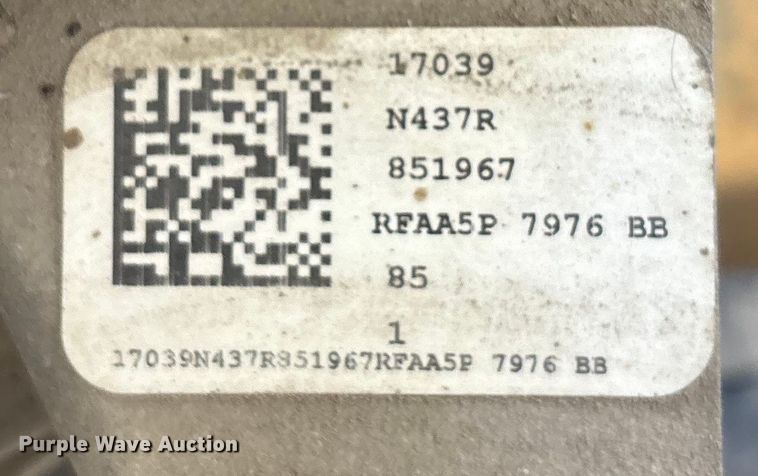 17039
N437R
851967
RFAA5P 7976 BB
85
1
17039N437R851967RFAA5P 7976 BB
Purple Wave Auction